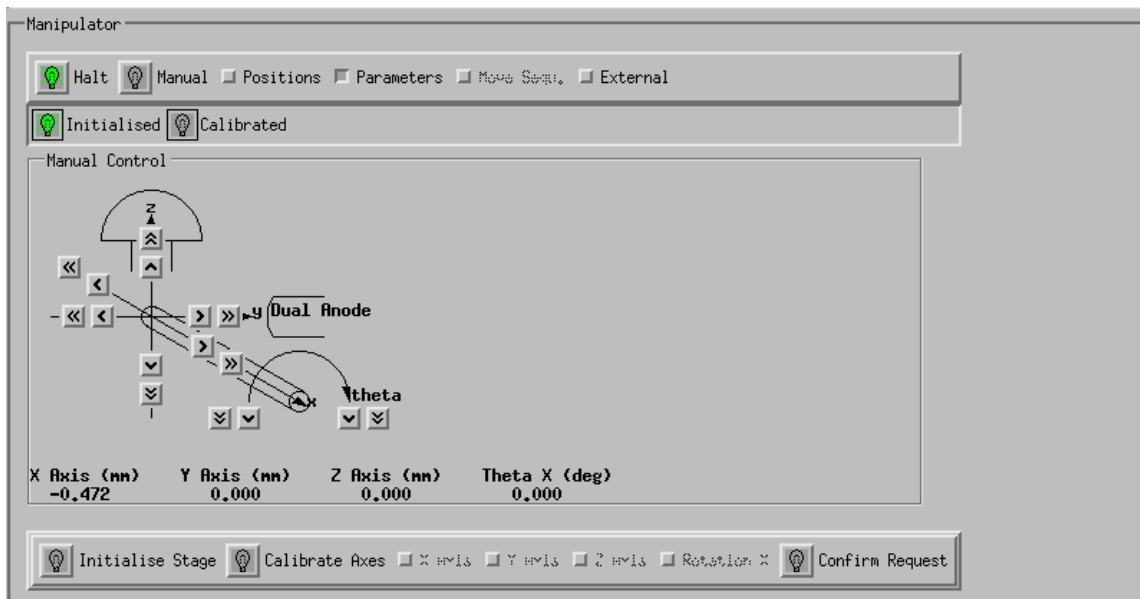 Manipulator
Halt Manual Positions Parameters Move Sequ. External
Initialised Calibrated
Manual Control
z
y Dual Anode
x theta
X Axis (mm) Y Axis (mm) Z Axis (mm) Theta X (deg)
-0.472 0.000 0.000 0.000
Initialise Stage Calibrate Axes X axis Y axis Z axis Rotation X Confirm Request